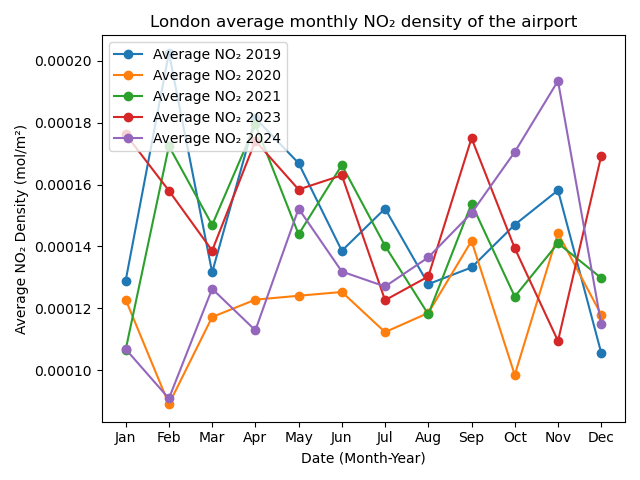 London average monthly NO₂ density of the airport
Average NO₂ 2019
Average NO₂ 2020
Average NO₂ 2021
Average NO₂ 2023
Average NO₂ 2024
Average NO₂ Density (mol/m²)
0.00020
0.00018
0.00016
0.00014
0.00012
0.00010
Jan Feb Mar Apr May Jun Jul Aug Sep Oct Nov Dec
Date (Month-Year)